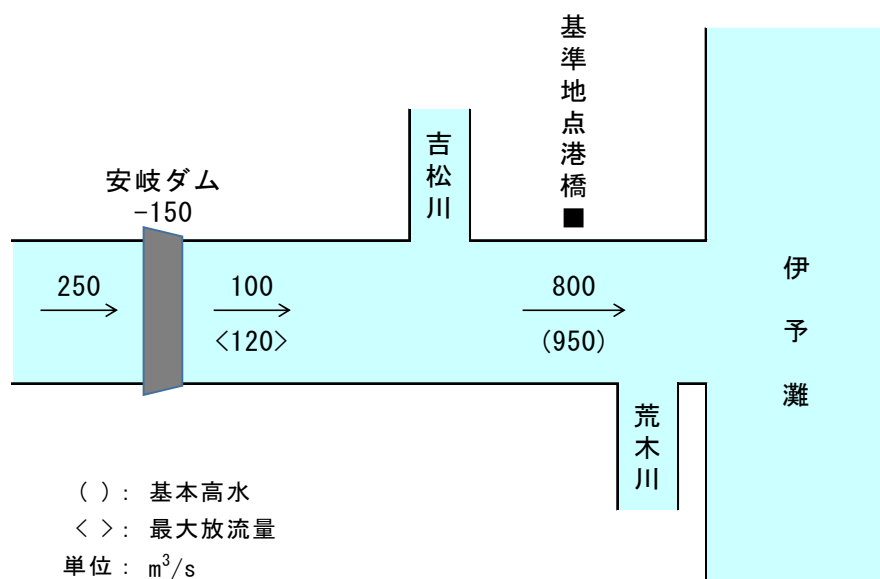 基準地点港橋■
吉松川
安岐ダム
-150
250
100
<120>
800
(950)
伊予灘
荒木川
( ): 基本高水
< >: 最大放流量
単位: m³/s